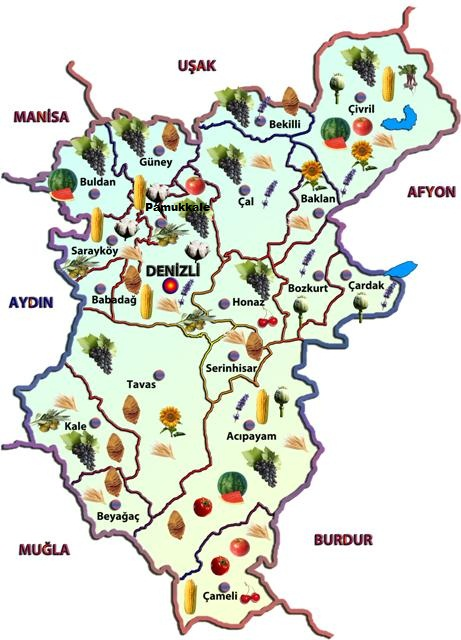 UŞAK
MANİSA
Çivril
Bekilli
Güney
Buldan
AFYON
Çal
Baklan
Pamukkale
Sarayköy
DENİZLİ
Bozkurt
Çardak
AYDIN
Babadağ
Honaz
Serinhisar
Tavas
Kale
Acıpayam
Beyağaç
BURDUR
MUĞLA
Çameli